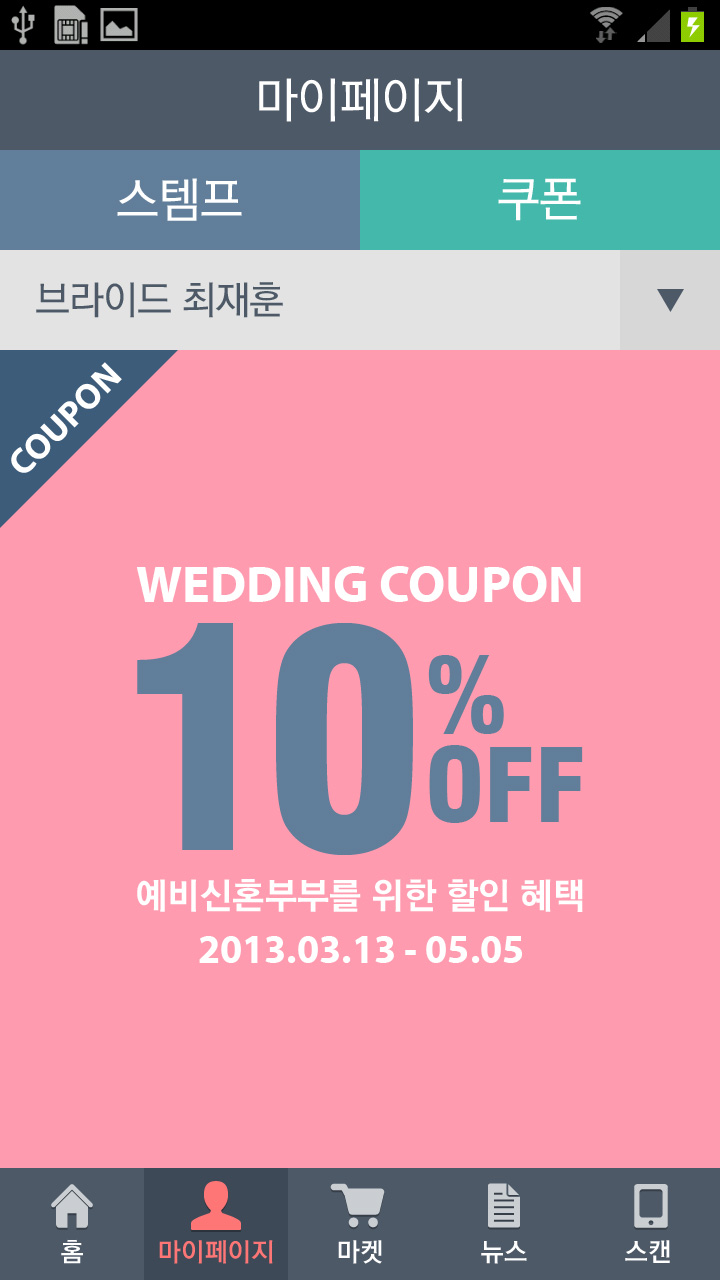 마이페이지
스템프
쿠폰
브라이드 최재훈
COUPON
WEDDING COUPON
10%
OFF
예비신혼부부를 위한 할인 혜택
2013.03.13 - 05.05
홈
마이페이지
마켓
뉴스
스캔